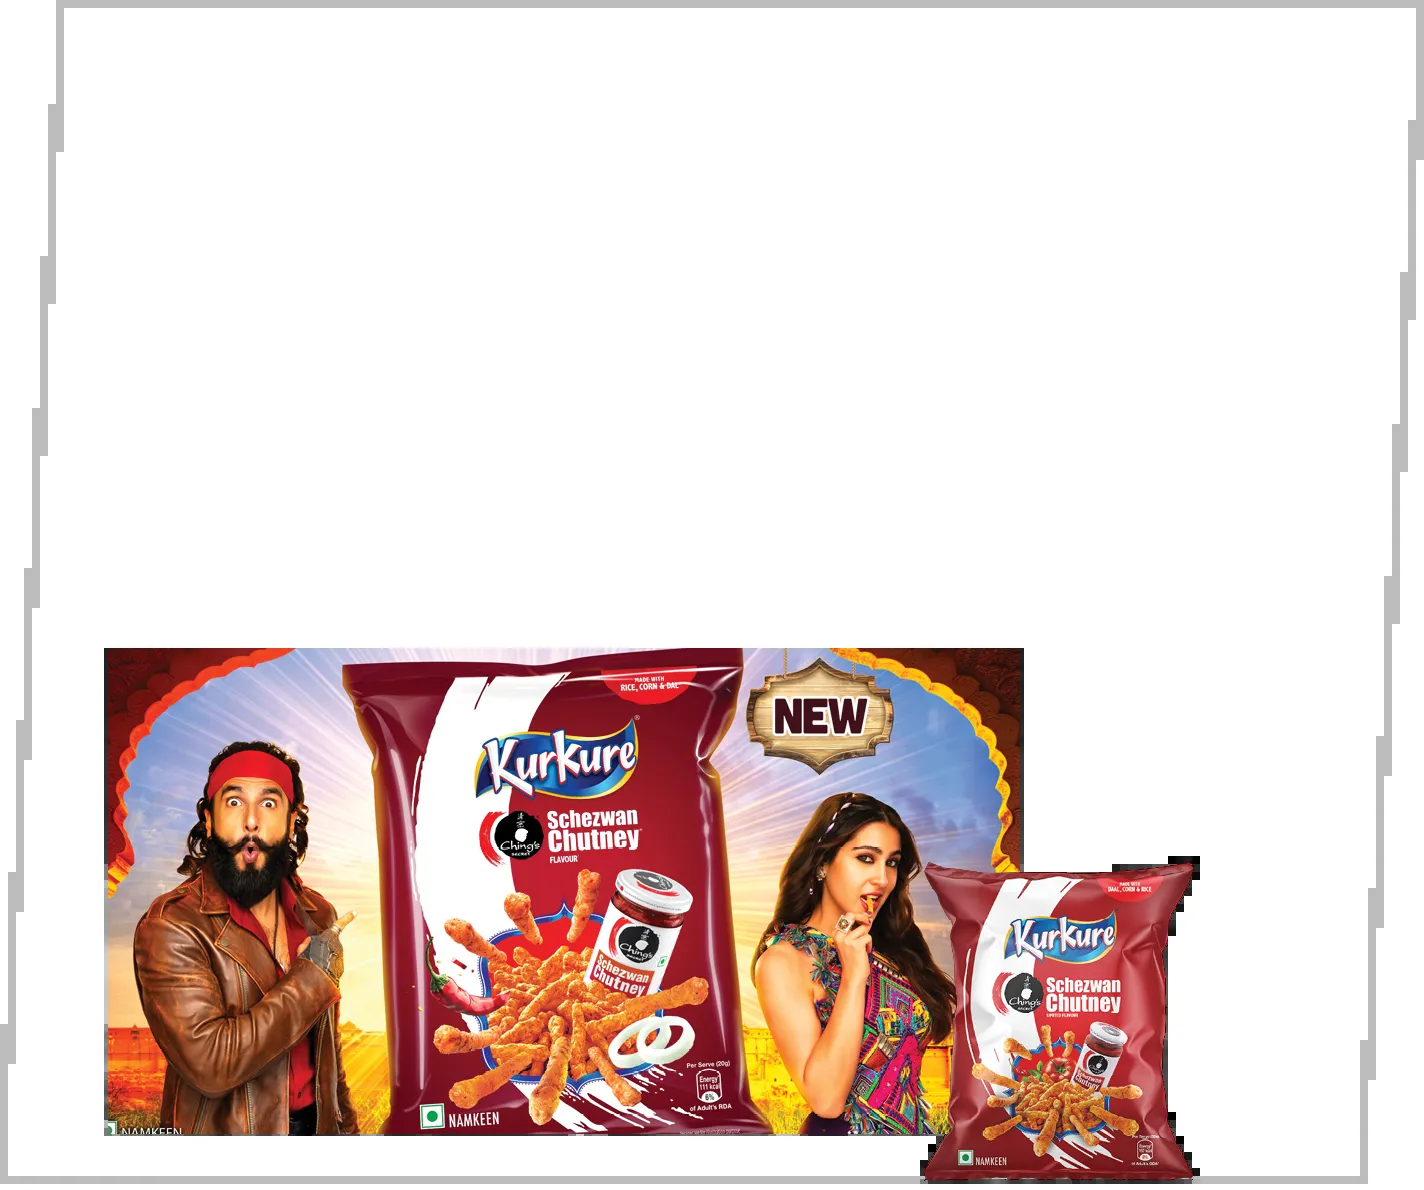 MADE WITH
RICE, CORN & DAL
Kurkure®
NEW
Ching's
SECRET
Schezwan
Chutney
FLAVOUR
Ching's
Schezwan
Chutney
Per Serve (20g)
Energy
111 kcal
6%
of Adult's RDA
NAMKEEN
NAMKEEN
MADE WITH
DAAL, CORN & RICE
Kurkure
Ching's
Schezwan
Chutney
LIMITED FLAVOUR
Schezwan
Chutney
NAMKEEN